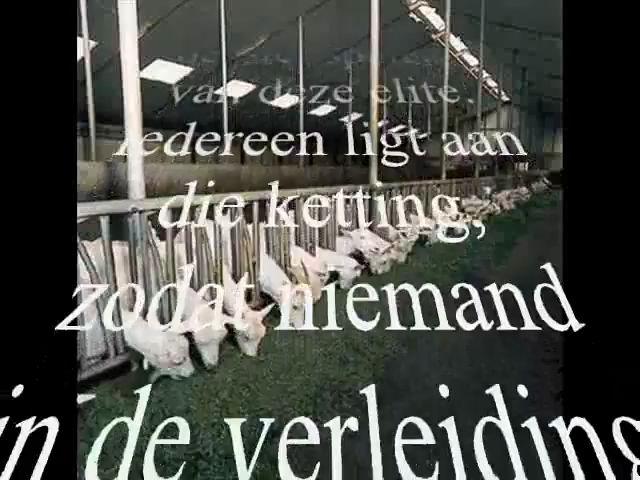 van deze elite.
Iedereen ligt aan
die ketting,
zodat niemand
in de verleiding